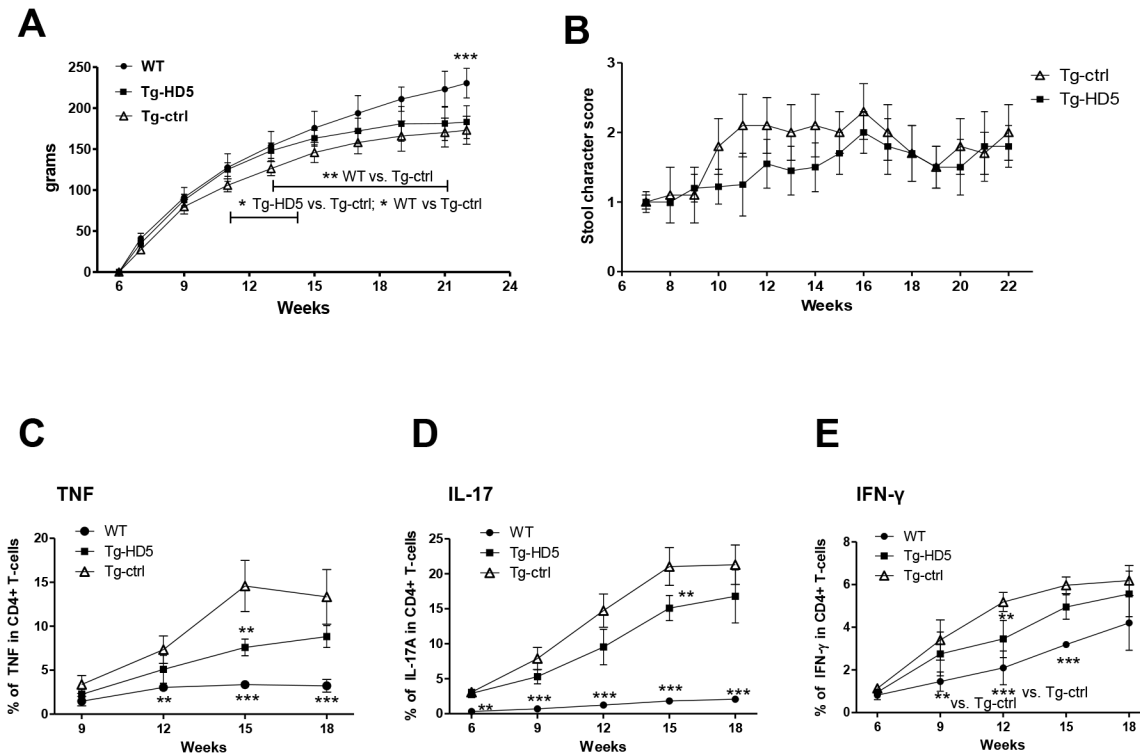 A
WT
Tg-HD5
Tg-ctrl
***
250
200
150
100
50
0
grams
** WT vs. Tg-ctrl
* Tg-HD5 vs. Tg-ctrl; * WT vs Tg-ctrl
6 9 12 15 18 21 24
Weeks
B
Tg-ctrl
Tg-HD5
3
2
1
0
Stool character score
6 8 10 12 14 16 18 20 22
Weeks
C
TNF
WT
Tg-HD5
Tg-ctrl
20
15
10
5
0
% of TNF in CD4+ T-cells
**
** *** ***
9 12 15 18
Weeks
D
IL-17
WT
Tg-HD5
Tg-ctrl
25
20
15
10
5
0
% of IL-17A in CD4+ T-cells
**
** *** *** *** ***
6 9 12 15 18
Weeks
E
IFN-γ
WT
Tg-HD5
Tg-ctrl
8
6
4
2
0
% of IFN-γ in CD4+ T-cells
**
***
** *** vs. Tg-ctrl
vs. Tg-ctrl
6 9 12 15 18
Weeks